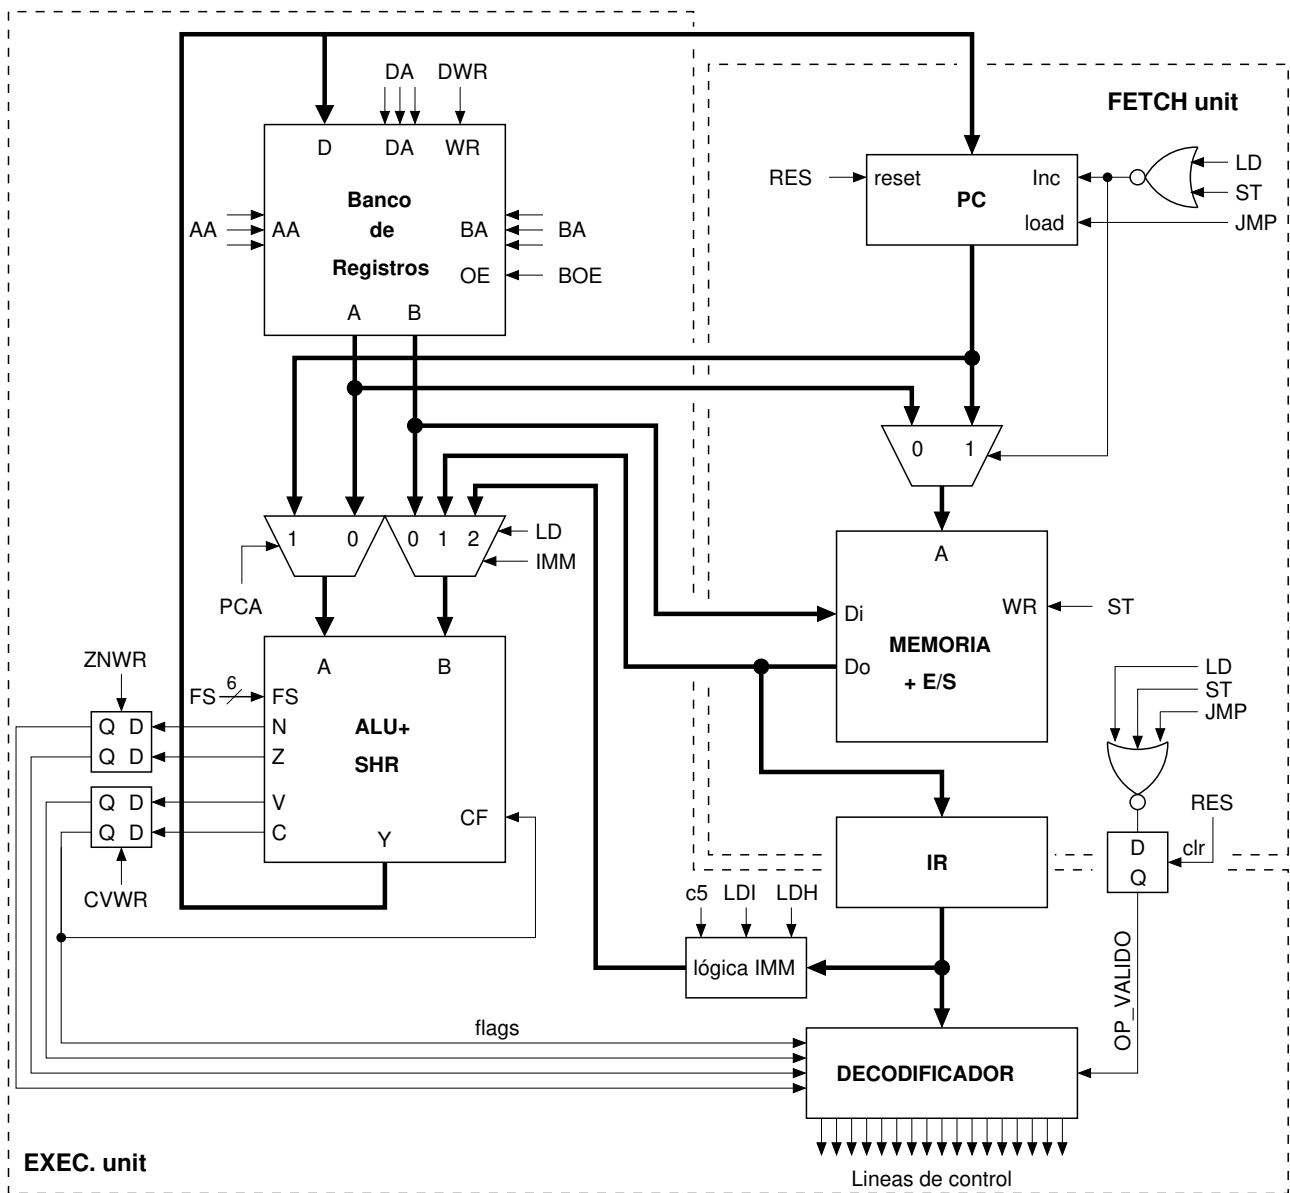 FETCH unit
DA
DWR
D
DA
WR
Banco
de
Registros
AA
AA
BA
BA
OE
BOE
A
B
RES
reset
Inc
PC
load
LD
ST
JMP
0
1
1
0
0
1
2
LD
IMM
PCA
A
Di
WR
ST
MEMORIA
+ E/S
Do
ZNWR
FS
6
FS
A
B
Q
D
N
ALU+
SHR
Q
D
Z
Q
D
V
Q
D
C
CF
Y
CVWR
LD
ST
JMP
RES
clr
D
Q
IR
c5
LDI
LDH
lógica IMM
OP_VALIDO
flags
DECODIFICADOR
EXEC. unit
Lineas de control